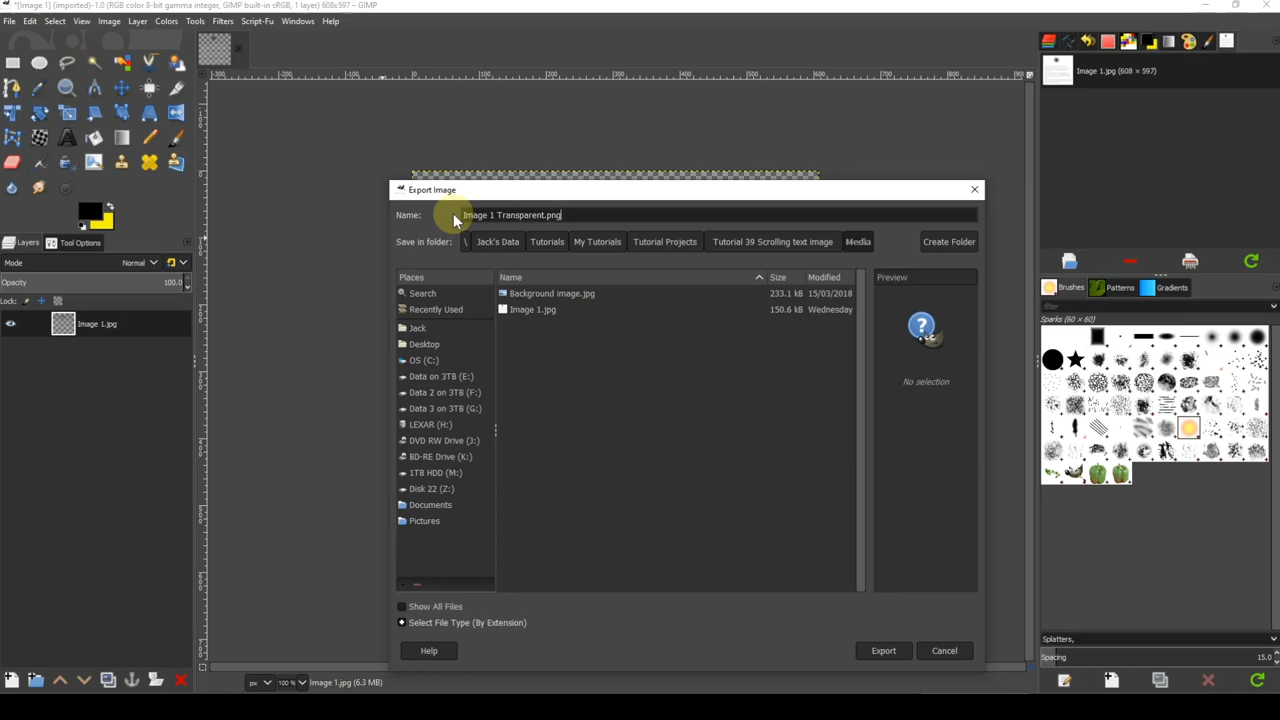 *[Image 1] (imported)-1.0 (RGB color 8-bit gamma integer, GIMP built-in sRGB, 1 layer) 608x597 – GIMP
File Edit Select View Image Layer Colors Tools Filters Script-Fu Windows Help
Image 1.jpg (608 × 597)
Export Image
Name: Image 1 Transparent.png
Save in folder: \ Jack's Data Tutorials My Tutorials Tutorial Projects Tutorial 39 Scrolling text image Media Create Folder
Places Name Size Modified Preview
Search Background image.jpg 233.1 kB 15/03/2018
Recently Used Image 1.jpg 150.6 kB Wednesday
Jack
Desktop
OS (C:)
Data on 3TB (E:)
Data 2 on 3TB (F:)
Data 3 on 3TB (G:)
LEXAR (H:)
DVD RW Drive (J:)
BD-RE Drive (K:)
1TB HDD (M:)
Disk 22 (Z:)
Documents
Pictures
No selection
Show All Files
Select File Type (By Extension)
Help Export Cancel
Layers Tool Options
Mode Normal
Opacity 100.0
Lock:
Image 1.jpg
Brushes Patterns Gradients
filter
Sparks (60 × 60)
Splatters,
Spacing 15.0
px 100 % Image 1.jpg (6.3 MB)